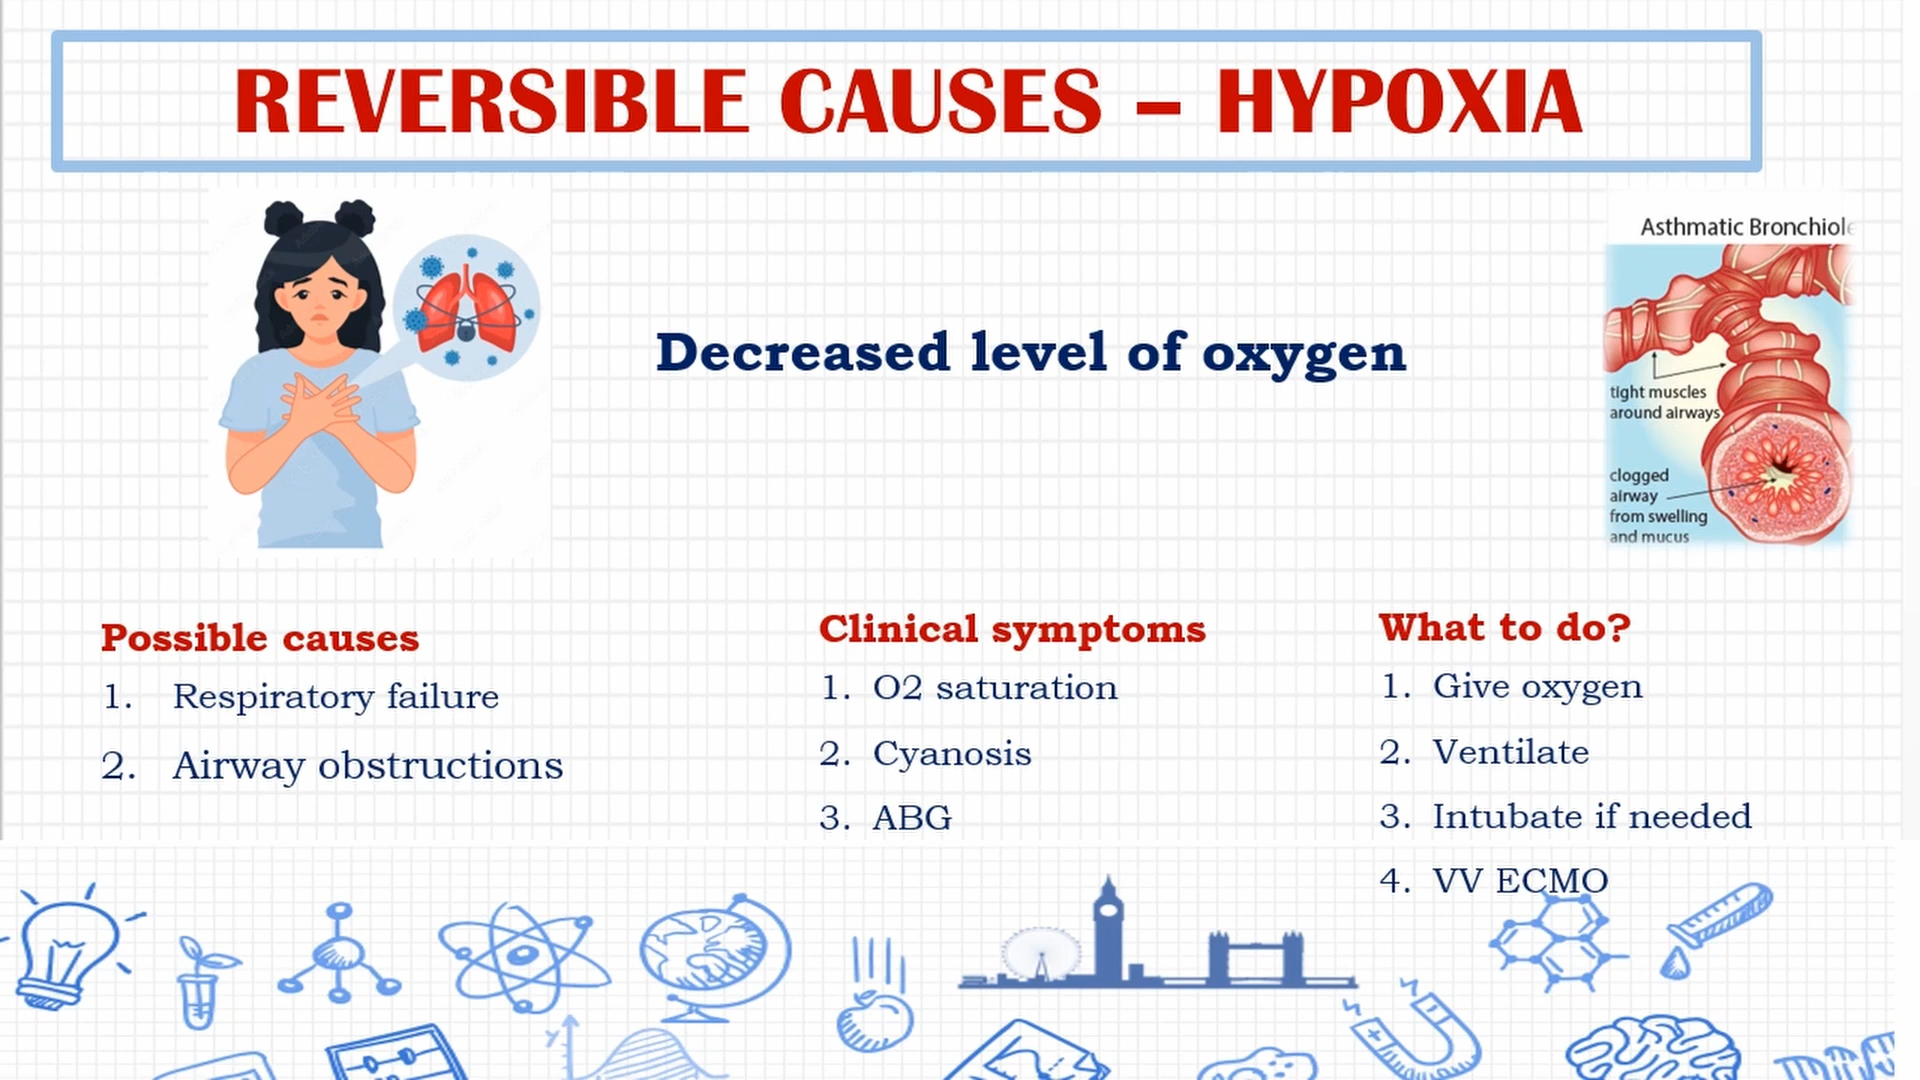 REVERSIBLE CAUSES – HYPOXIA
Asthmatic Bronchiole
Decreased level of oxygen
tight muscles
around airways
clogged
airway
from swelling
and mucus
Possible causes
1. Respiratory failure
2. Airway obstructions
Clinical symptoms
1. O2 saturation
2. Cyanosis
3. ABG
What to do?
1. Give oxygen
2. Ventilate
3. Intubate if needed
4. VV ECMO
y